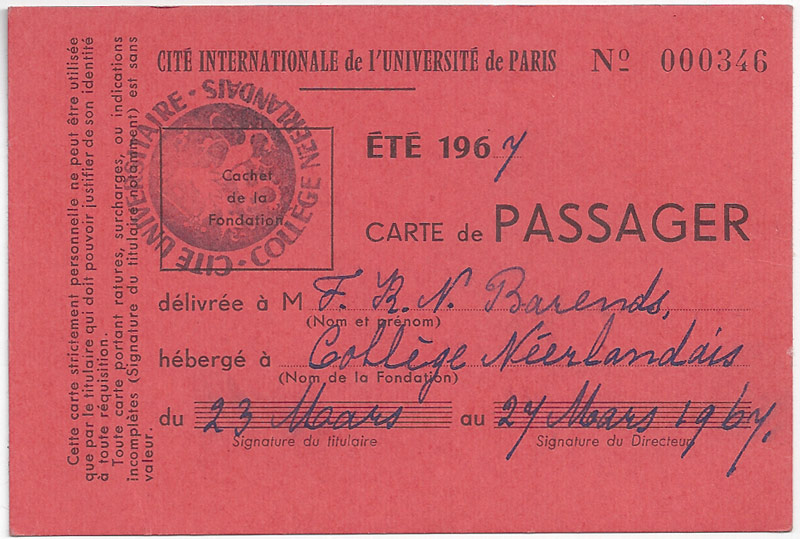 CITÉ INTERNATIONALE de l'UNIVERSITÉ de PARIS
Nº 000346
CITÉ UNIVERSITAIRE · COLLÈGE NÉERLANDAIS ·
Cachet
de la
Fondation
ÉTÉ 1967
CARTE de PASSAGER
délivrée à M F. R. N. Barends,
(Nom et prénom)
hébergé à Collège Néerlandais
(Nom de la Fondation)
du 23 Mars au 27 Mars 1967.
Signature du titulaire
Signature du Directeur
Cette carte strictement personnelle ne peut être utilisée
que par le titulaire qui doit pouvoir justifier de son identité
à toute réquisition.
Toute carte portant ratures, surcharges, ou indications
incomplètes (Signature du titulaire notamment) est sans
valeur.